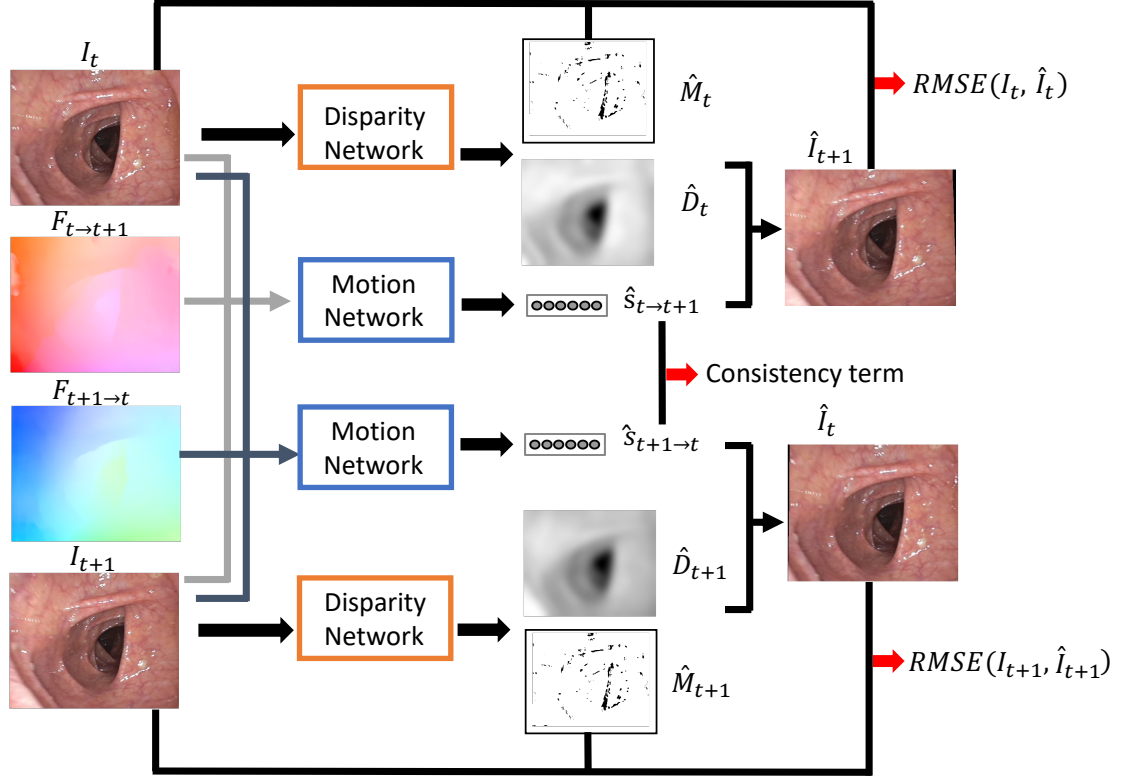 I_t
Disparity
Network
M̂_t
RMSE(I_t, Î_t)
Î_{t+1}
D̂_t
F_{t→t+1}
Motion
Network
ŝ_{t→t+1}
Consistency term
F_{t+1→t}
Motion
Network
ŝ_{t+1→t}
Î_t
I_{t+1}
D̂_{t+1}
Disparity
Network
M̂_{t+1}
RMSE(I_{t+1}, Î_{t+1})